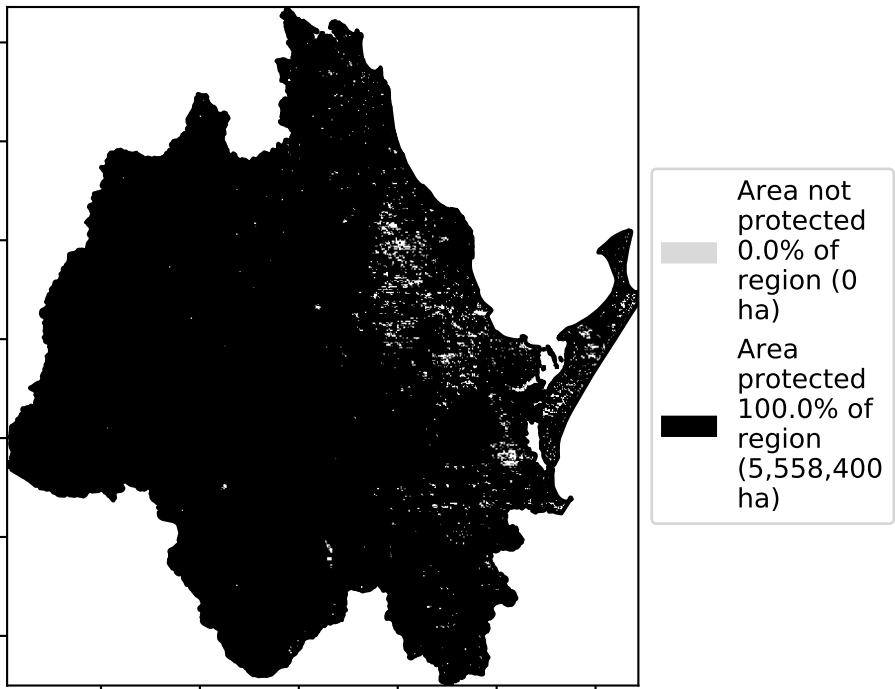 Area not
protected
0.0% of
region (0
ha)
Area
protected
100.0% of
region
(5,558,400
ha)